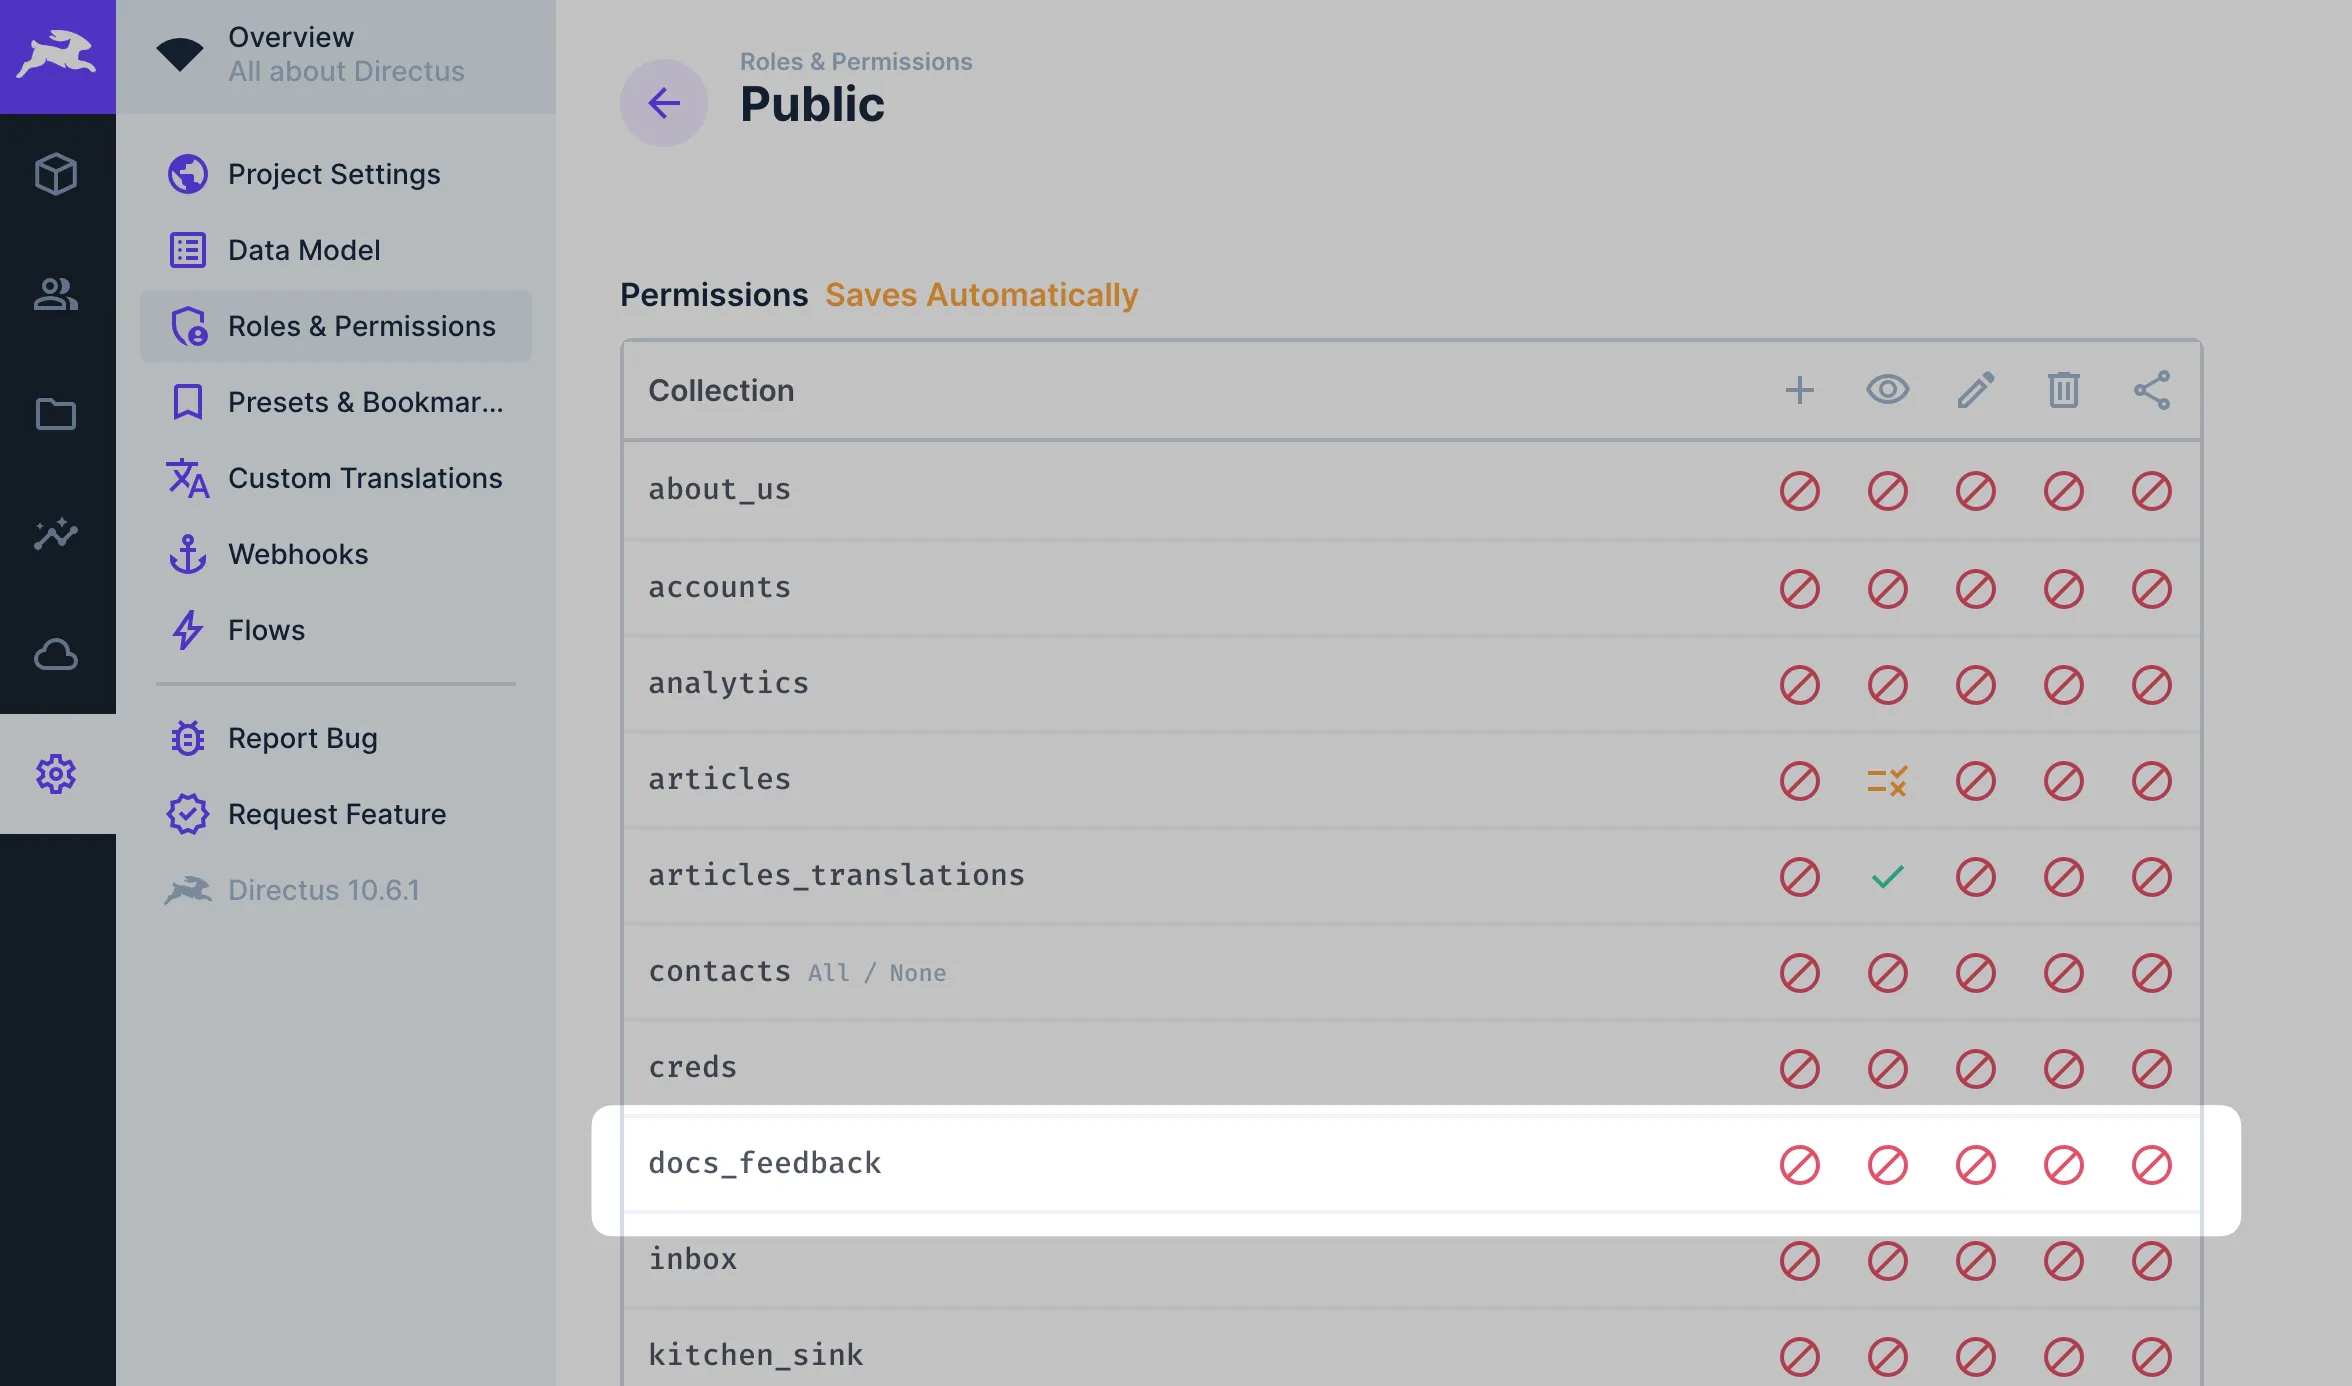 Overview
All about Directus
Project Settings
Data Model
Roles & Permissions
Presets & Bookmar...
Custom Translations
Webhooks
Flows
Report Bug
Request Feature
Directus 10.6.1
Roles & Permissions
Public
Permissions Saves Automatically
Collection
about_us
accounts
analytics
articles
articles_translations
contacts All / None
creds
docs_feedback
inbox
kitchen_sink